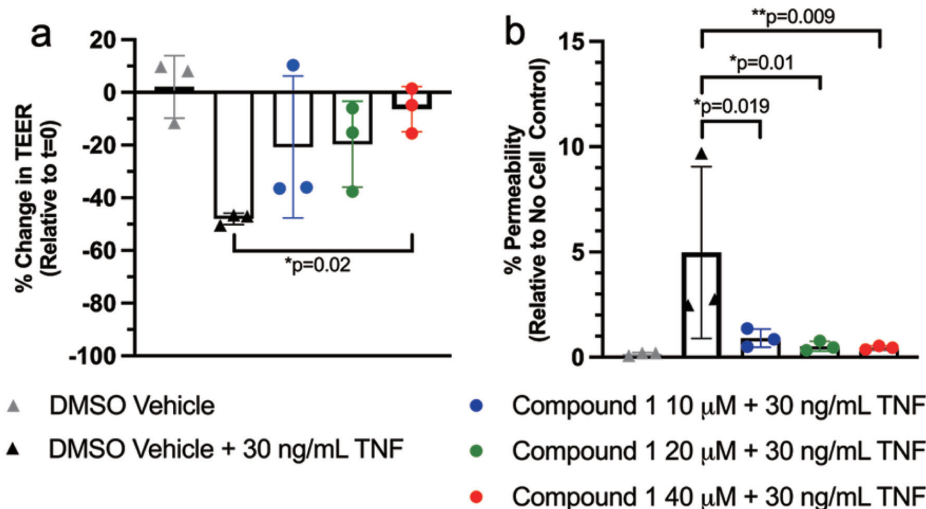 a
% Change in TEER
(Relative to t=0)
20
0
-20
-40
-60
-80
-100
*p=0.02
b
% Permeability
(Relative to No Cell Control)
15
10
5
0
**p=0.009
*p=0.01
*p=0.019
DMSO Vehicle
DMSO Vehicle + 30 ng/mL TNF
Compound 1 10 μM + 30 ng/mL TNF
Compound 1 20 μM + 30 ng/mL TNF
Compound 1 40 μM + 30 ng/mL TNF